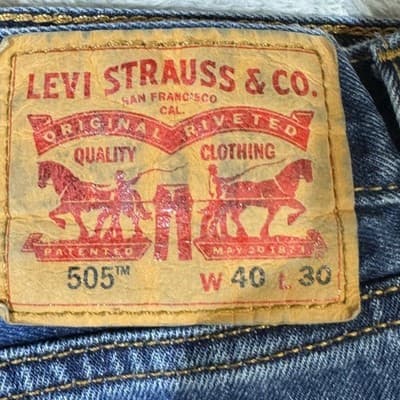 LEVI STRAUSS & CO.
SAN FRANCISCO
CAL.
ORIGINAL RIVETED
QUALITY CLOTHING
PATENTED MAY 20 1873
505™ W 40 L 30